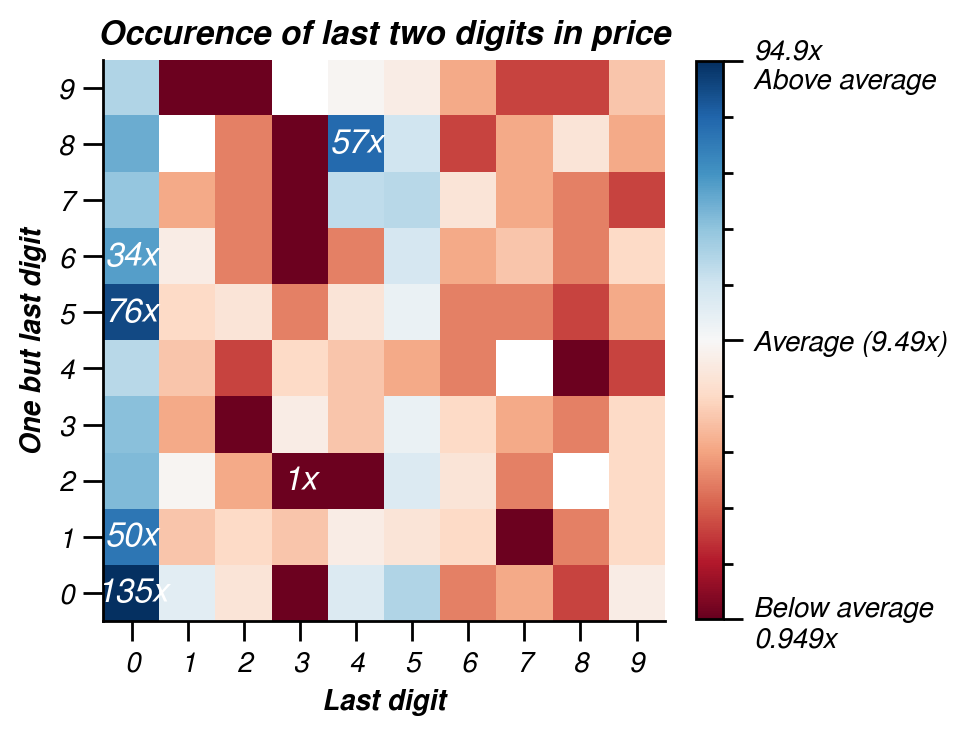 Occurence of last two digits in price
94.9x
Above average
9
8
57x
7
6
34x
5
76x
Average (9.49x)
4
3
2
1x
1
50x
0
135x
Below average
0.949x
0 1 2 3 4 5 6 7 8 9
Last digit
One but last digit